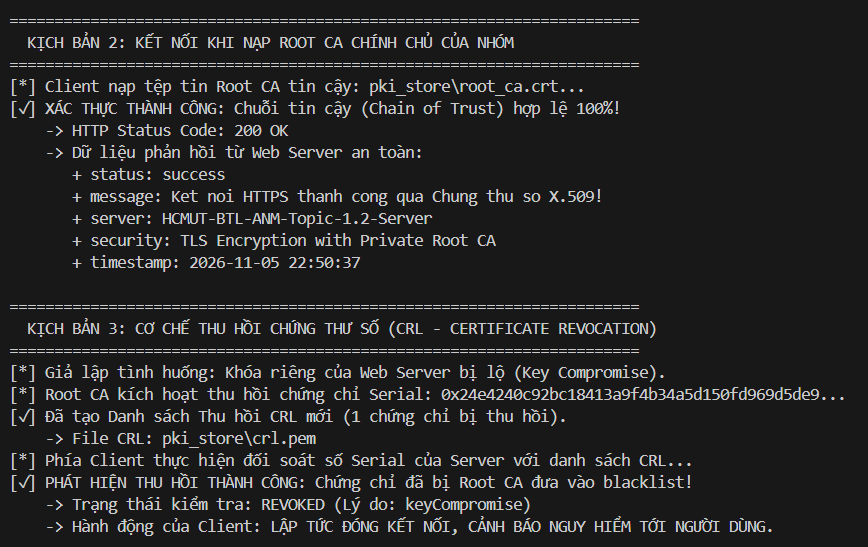 ======================================================================
KỊCH BẢN 2: KẾT NỐI KHI NẠP ROOT CA CHÍNH CHỦ CỦA NHÓM
======================================================================
[*] Client nạp tệp tin Root CA tin cậy: pki_store\root_ca.crt...
[✓] XÁC THỰC THÀNH CÔNG: Chuỗi tin cậy (Chain of Trust) hợp lệ 100%!
-> HTTP Status Code: 200 OK
-> Dữ liệu phản hồi từ Web Server an toàn:
+ status: success
+ message: Ket noi HTTPS thanh cong qua Chung thu so X.509!
+ server: HCMUT-BTL-ANM-Topic-1.2-Server
+ security: TLS Encryption with Private Root CA
+ timestamp: 2026-11-05 22:50:37
======================================================================
KỊCH BẢN 3: CƠ CHẾ THU HỒI CHỨNG THƯ SỐ (CRL - CERTIFICATE REVOCATION)
======================================================================
[*] Giả lập tình huống: Khóa riêng của Web Server bị lộ (Key Compromise).
[*] Root CA kích hoạt thu hồi chứng chỉ Serial: 0x24e4240c92bc18413a9f4b34a5d150fd969d5de9...
[✓] Đã tạo Danh sách Thu hồi CRL mới (1 chứng chỉ bị thu hồi).
-> File CRL: pki_store\crl.pem
[*] Phía Client thực hiện đối soát số Serial của Server với danh sách CRL...
[✓] PHÁT HIỆN THU HỒI THÀNH CÔNG: Chứng chỉ đã bị Root CA đưa vào blacklist!
-> Trạng thái kiểm tra: REVOKED (Lý do: keyCompromise)
-> Hành động của Client: LẬP TỨC ĐÓNG KẾT NỐI, CẢNH BÁO NGUY HIỂM TỚI NGƯỜI DÙNG.